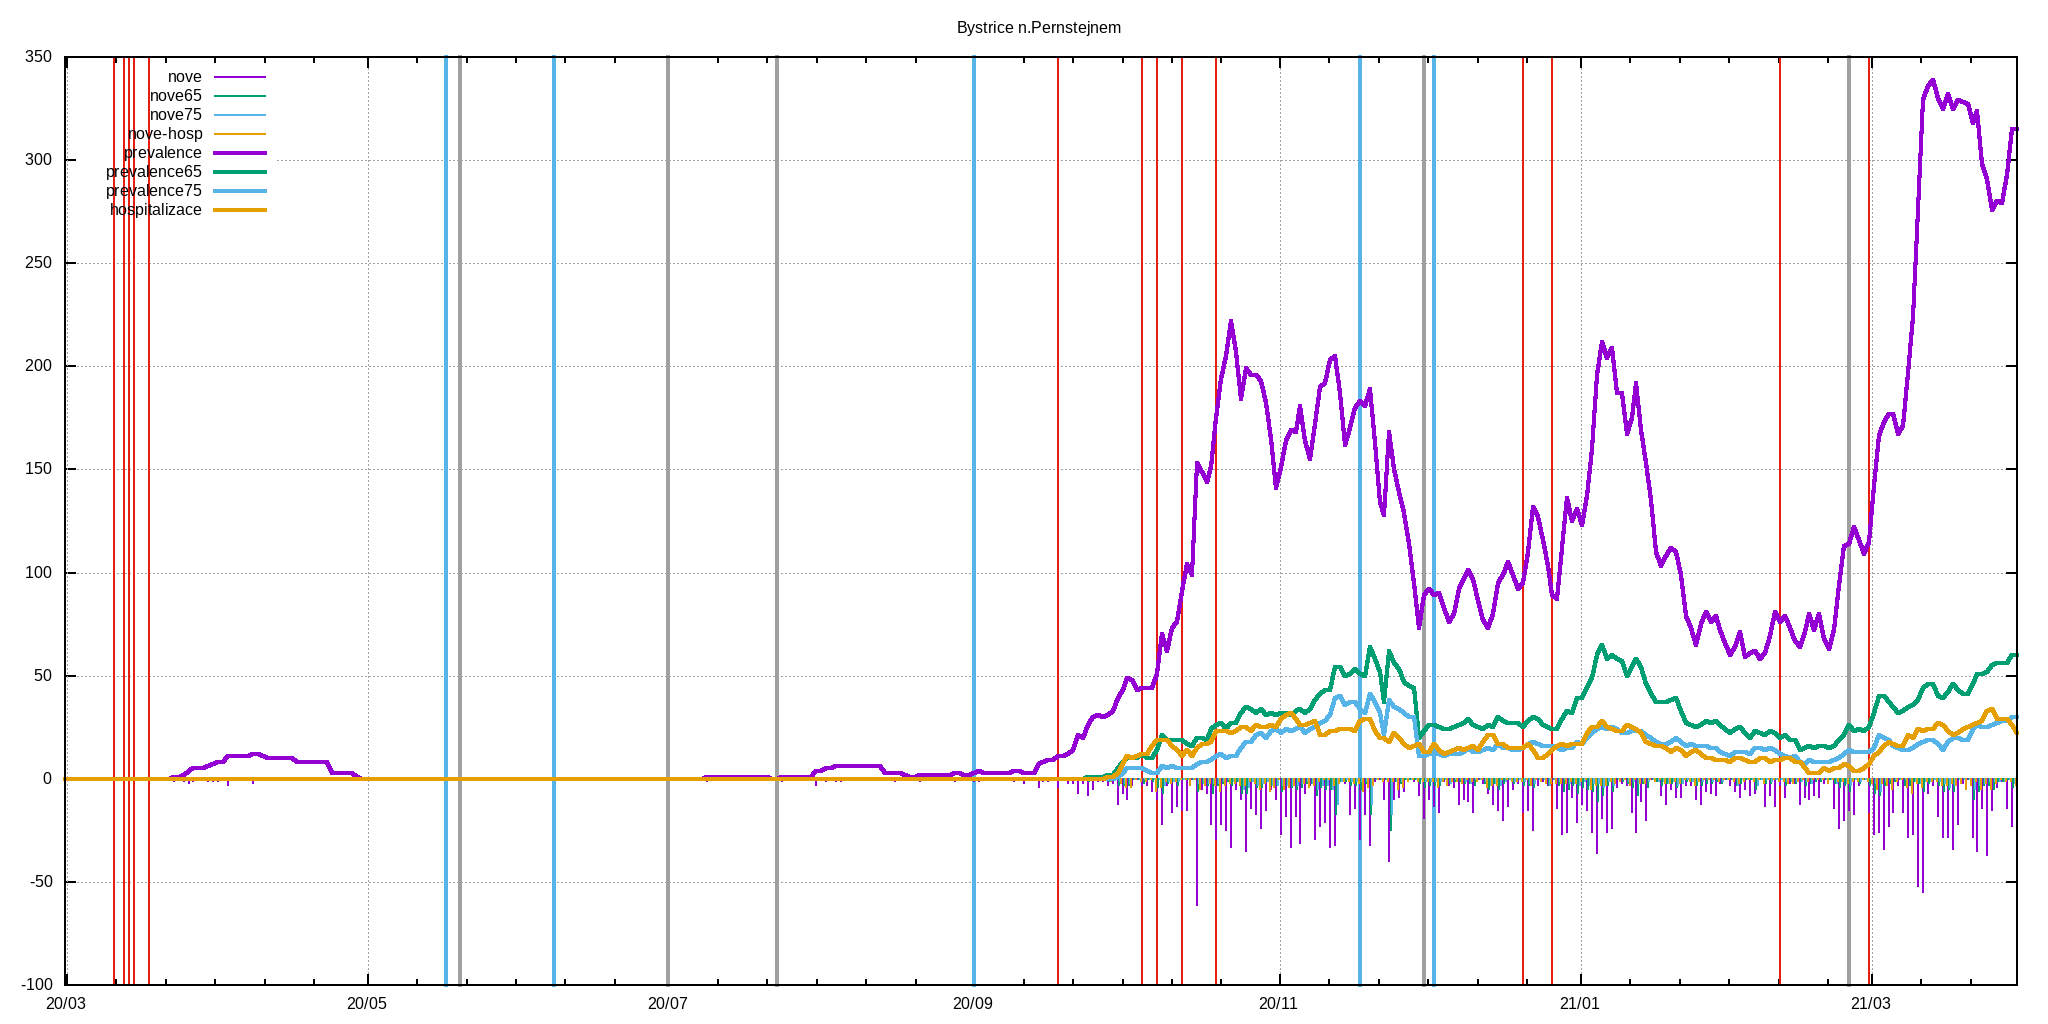 Bystrice n.Pernstejnem
350
300
250
200
150
100
50
0
-50
-100
nove
nove65
nove75
nove-hosp
prevalence
prevalence65
prevalence75
hospitalizace
20/03
20/05
20/07
20/09
20/11
21/01
21/03